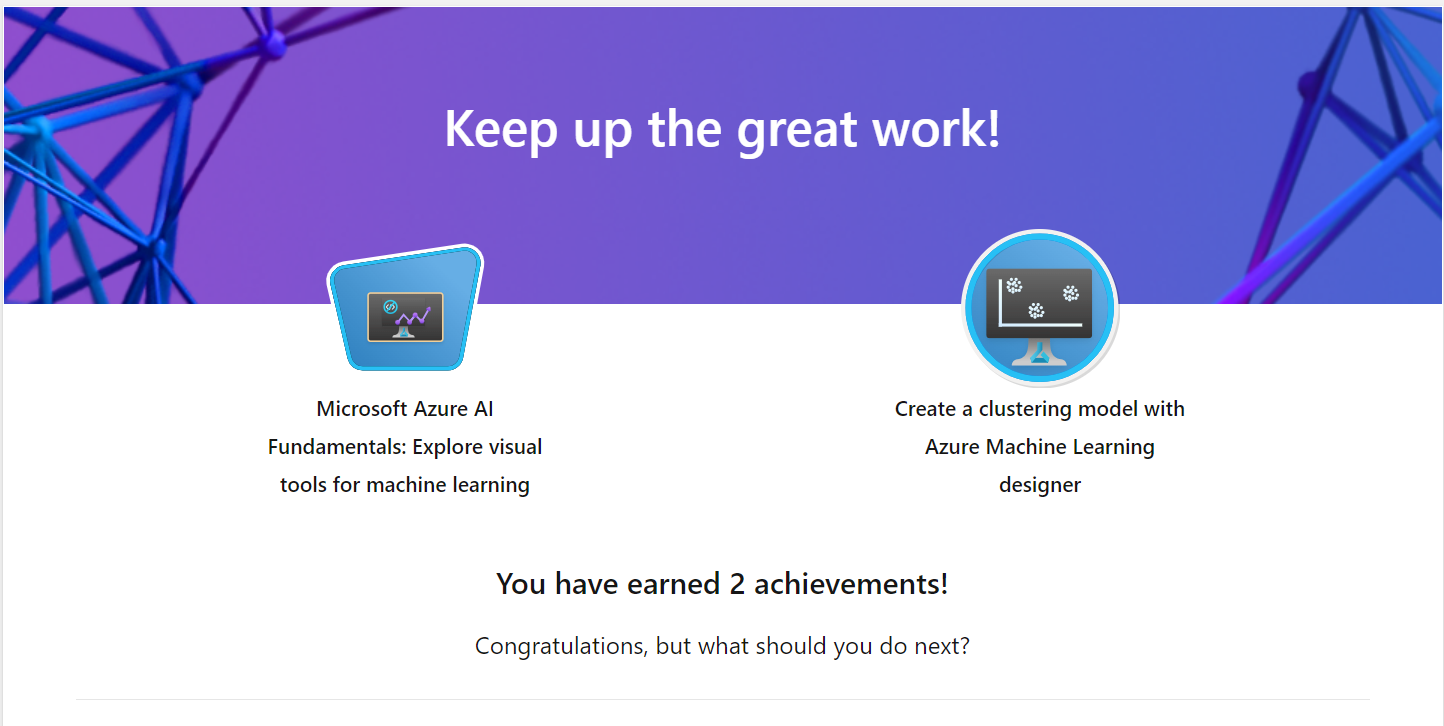 Keep up the great work!
Microsoft Azure AI
Fundamentals: Explore visual
tools for machine learning
Create a clustering model with
Azure Machine Learning
designer
You have earned 2 achievements!
Congratulations, but what should you do next?